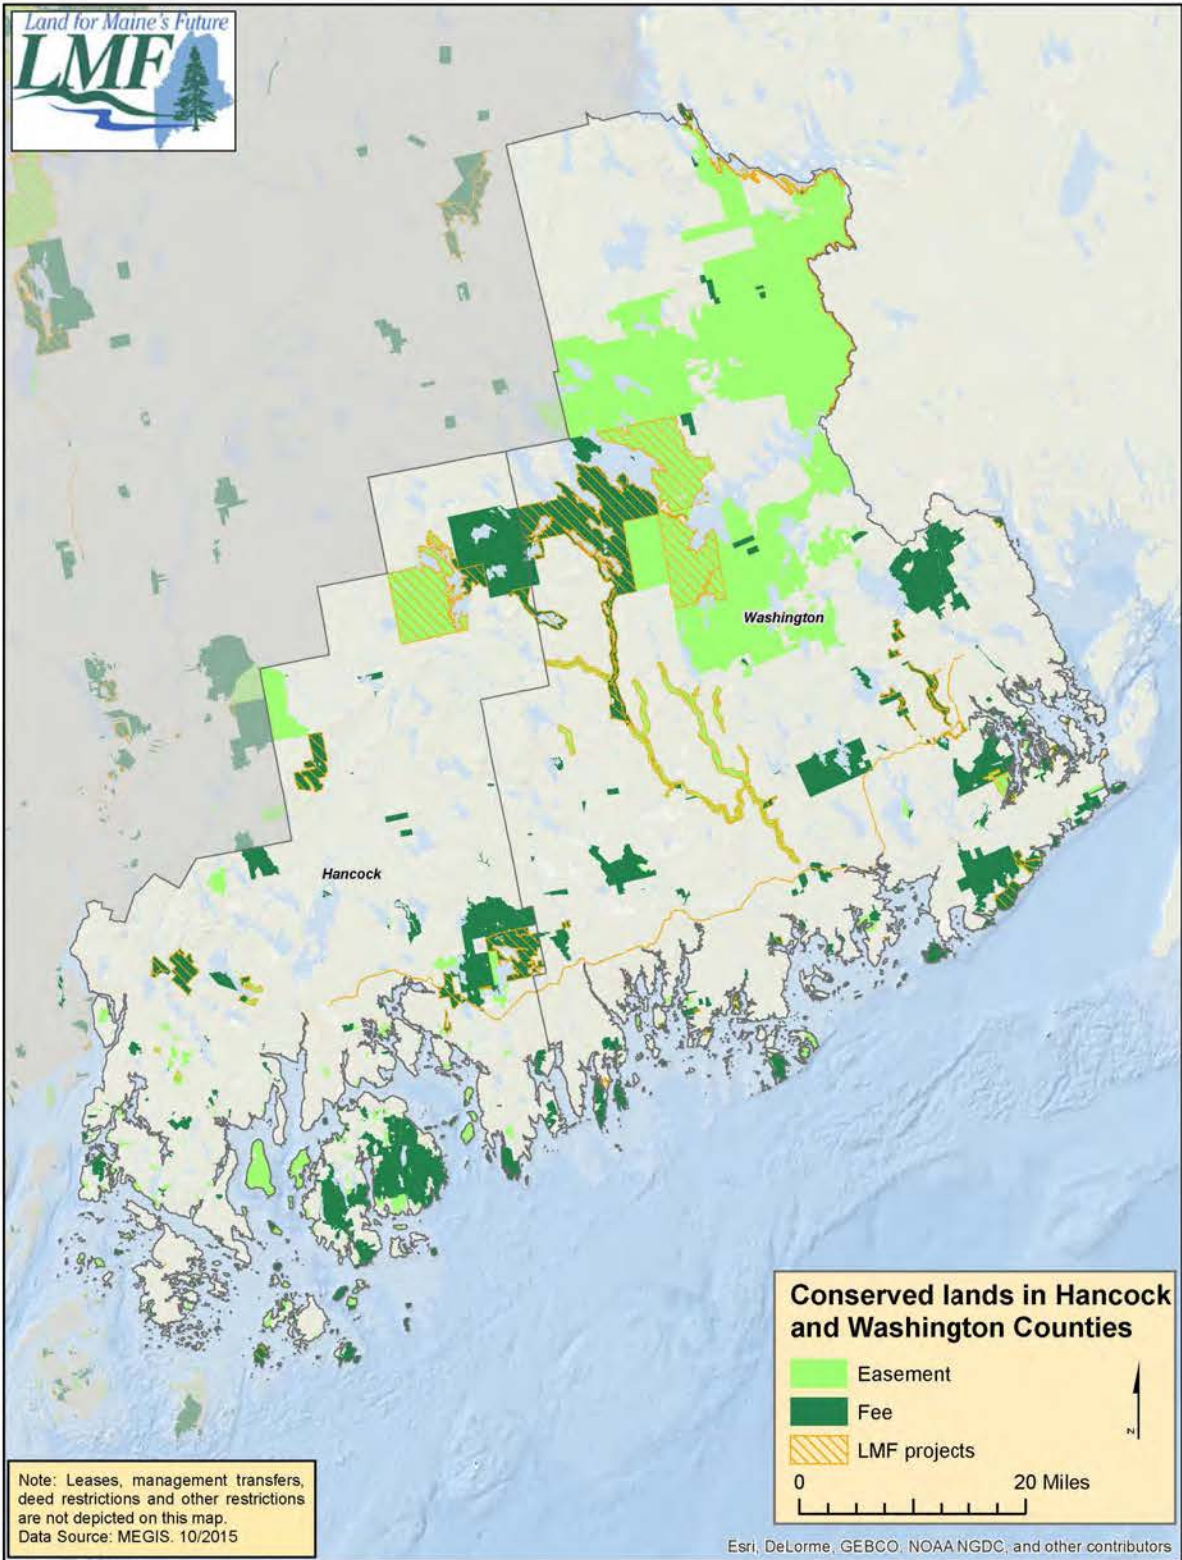 Land for Maine's Future
LMF
Washington
Hancock
Conserved lands in Hancock
and Washington Counties
Easement
Fee
LMF projects
N
0 20 Miles
Note: Leases, management transfers,
deed restrictions and other restrictions
are not depicted on this map.
Data Source: MEGIS. 10/2015
Esri, DeLorme, GEBCO, NOAA NGDC, and other contributors